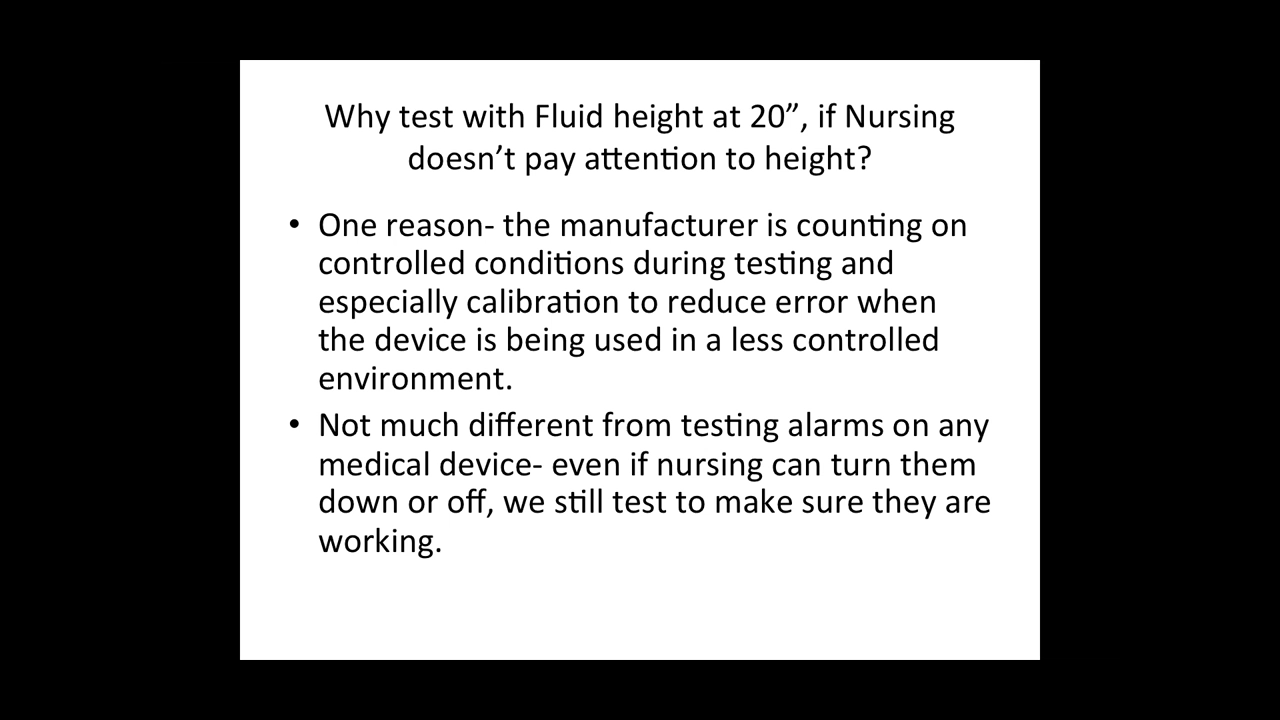 Why test with Fluid height at 20”, if Nursing
doesn’t pay attention to height?
• One reason- the manufacturer is counting on
controlled conditions during testing and
especially calibration to reduce error when
the device is being used in a less controlled
environment.
• Not much different from testing alarms on any
medical device- even if nursing can turn them
down or off, we still test to make sure they are
working.